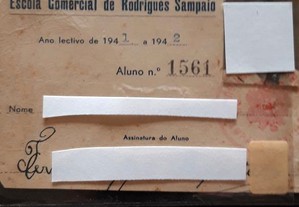 Escola Comercial de Rodrigues Sampaio
Ano lectivo de 1941 a 1942
Aluno n.º 1561
Nome
Assinatura do Aluno